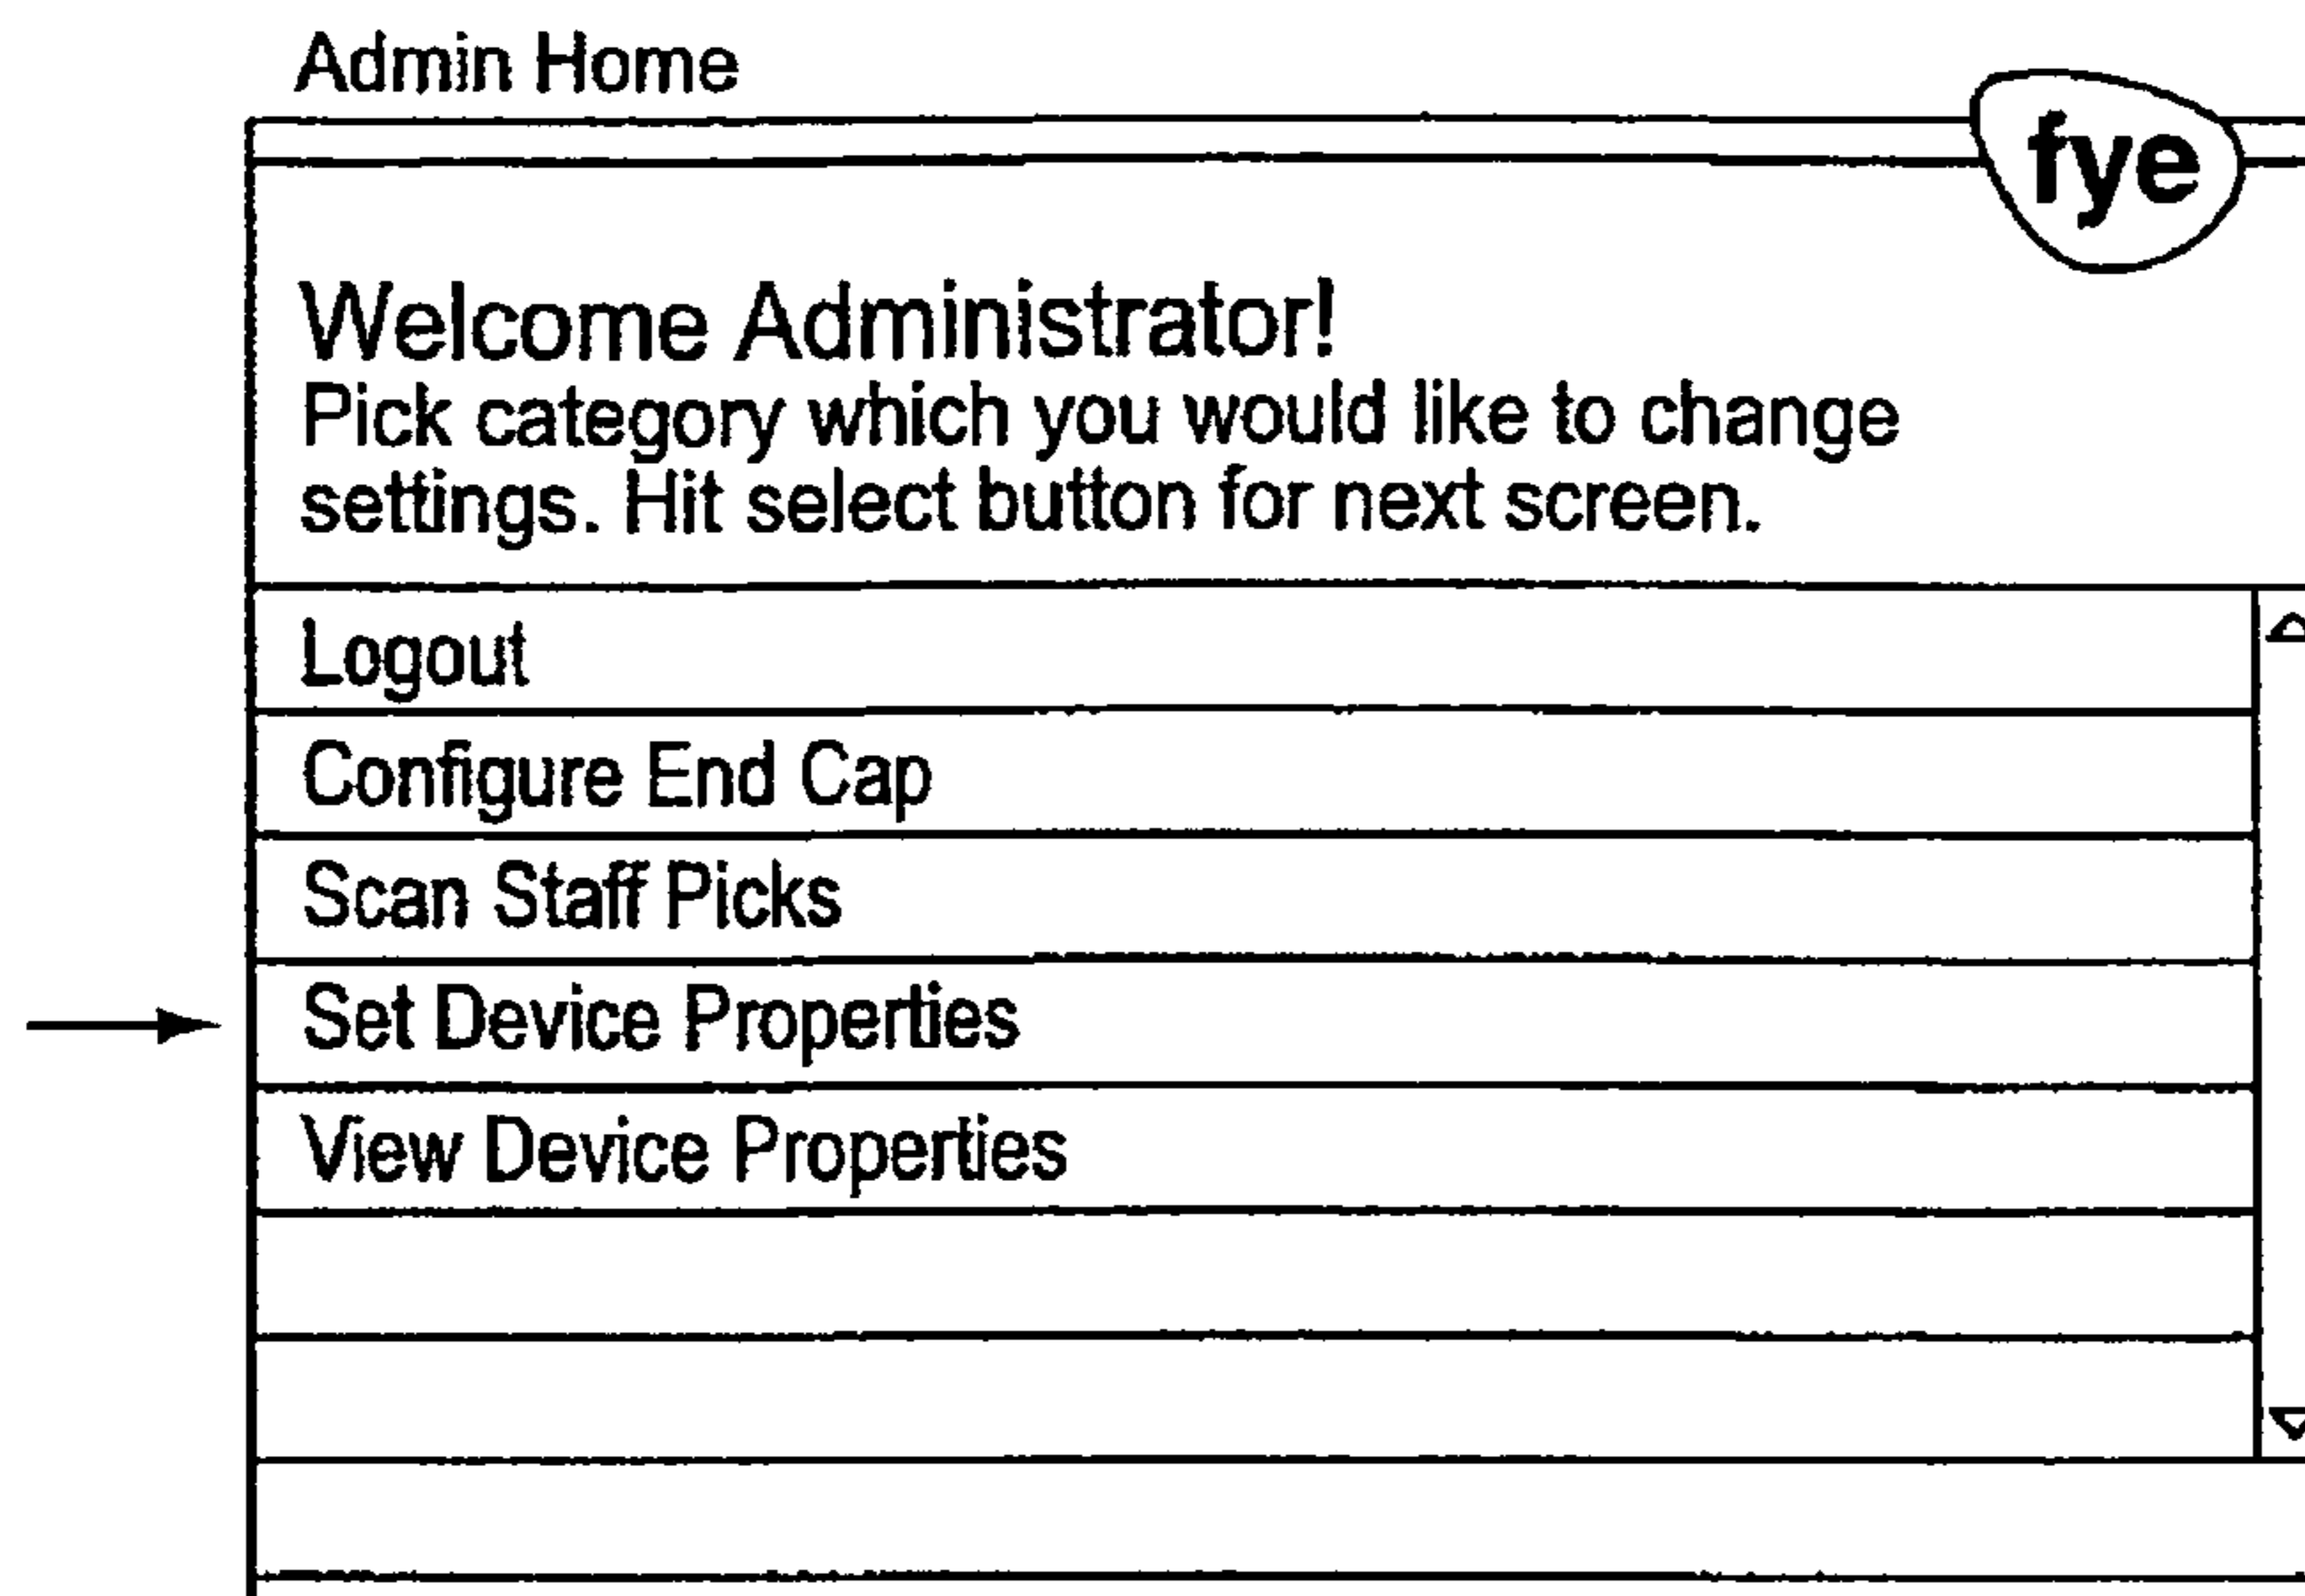 Admin Home
fye
Welcome Administrator!
Pick category which you would like to change
settings. Hit select button for next screen.
Logout
Configure End Cap
Scan Staff Picks
Set Device Properties
View Device Properties